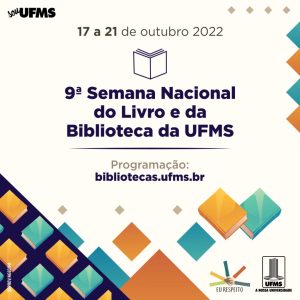 sou UFMS
17 a 21 de outubro 2022
9ª Semana Nacional
do Livro e da
Biblioteca da UFMS
Programação:
bibliotecas.ufms.br
EU RESPEITO
UFMS
A NOSSA UNIVERSIDADE